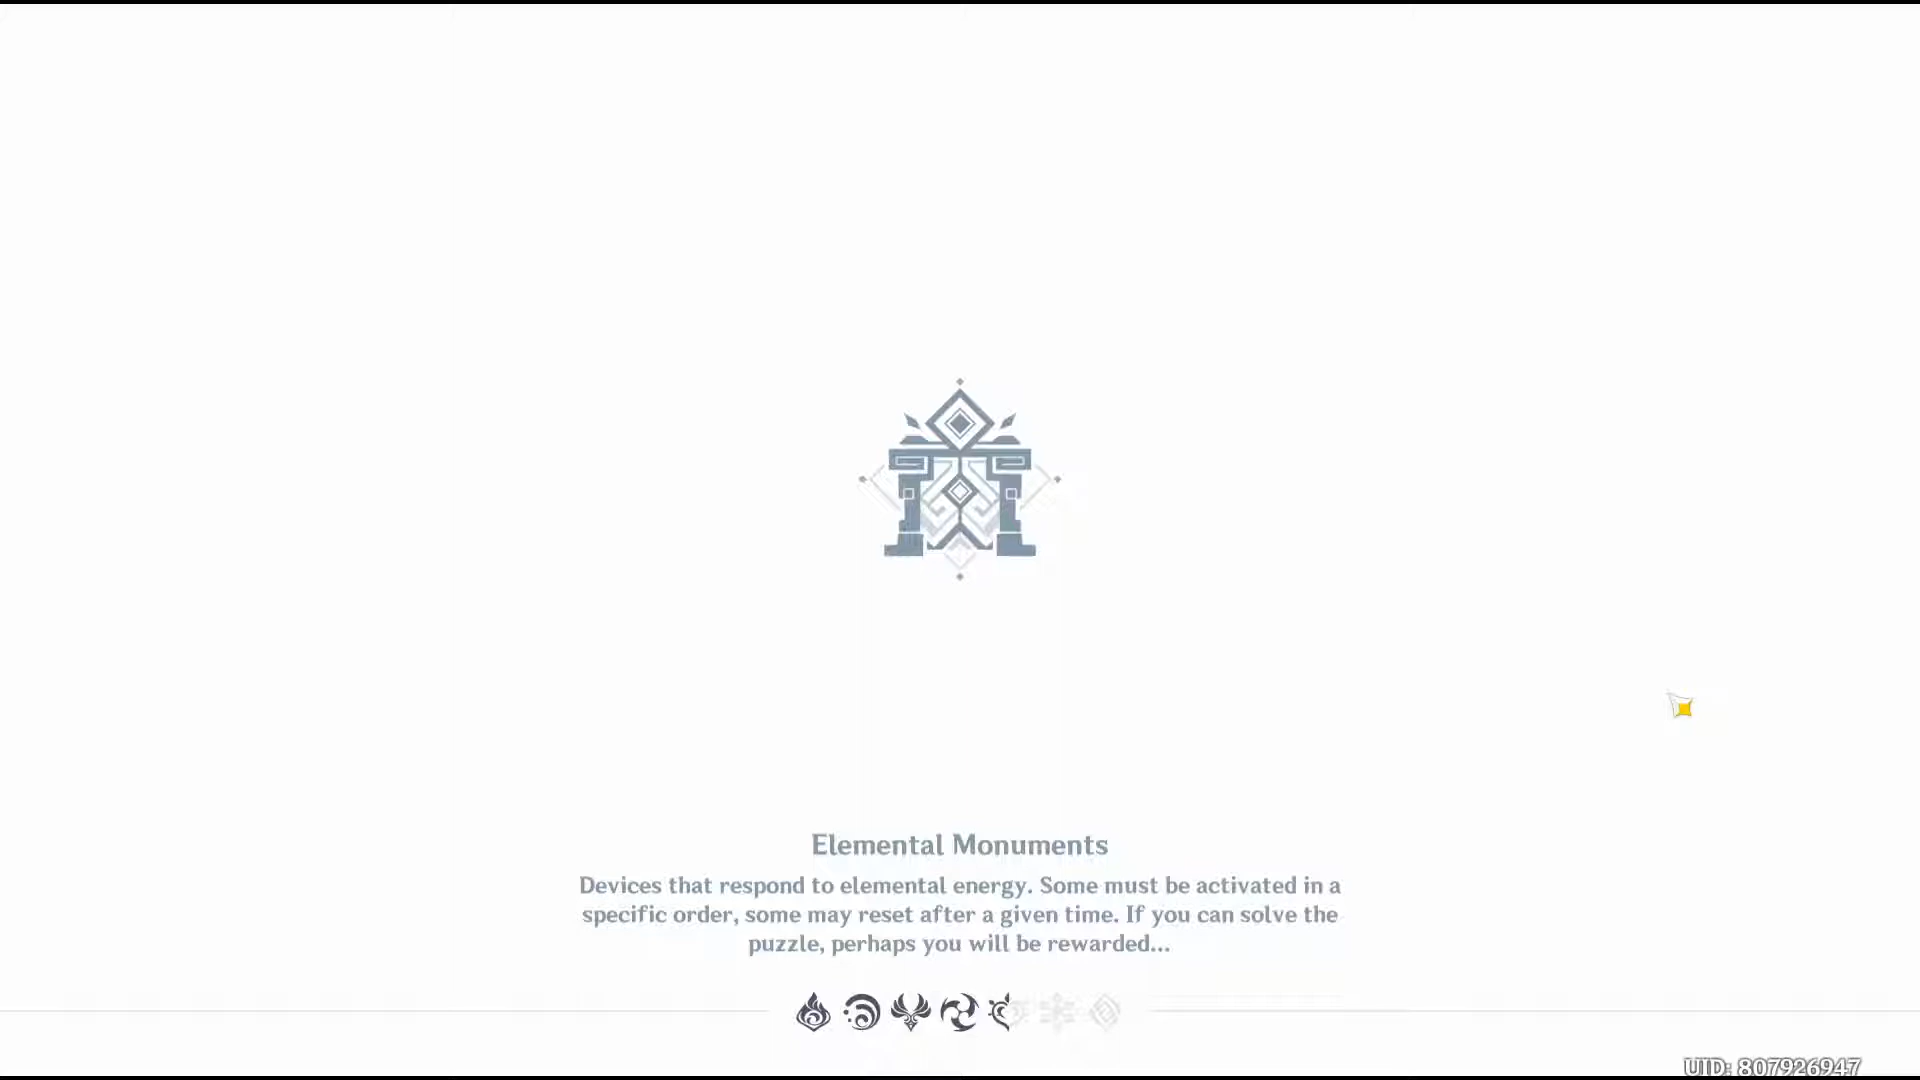 Elemental Monuments
Devices that respond to elemental energy. Some must be activated in a
specific order, some may reset after a given time. If you can solve the
puzzle, perhaps you will be rewarded...
UID: 807926947